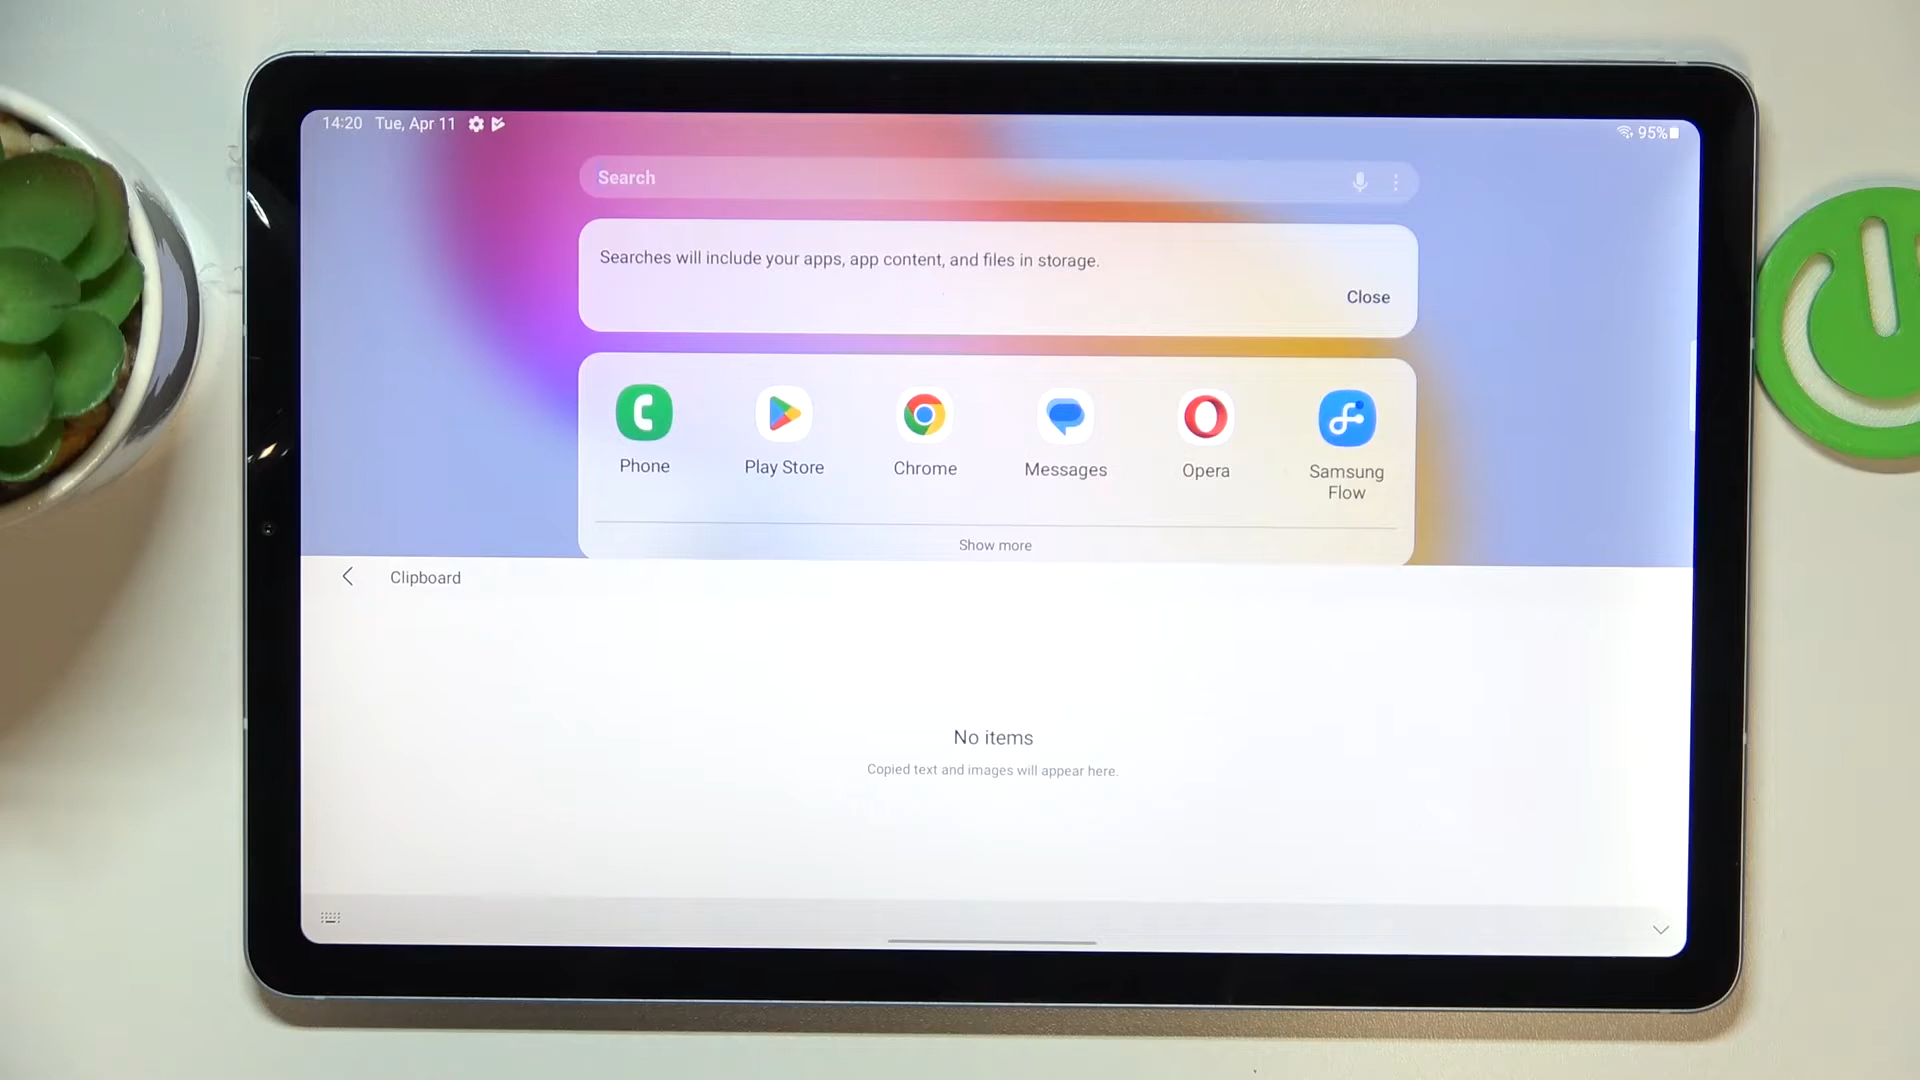 14:20 Tue, Apr 11
95%
Search
Searches will include your apps, app content, and files in storage.
Close
Phone
Play Store
Chrome
Messages
Opera
Samsung
Flow
Show more
Clipboard
No items
Copied text and images will appear here.